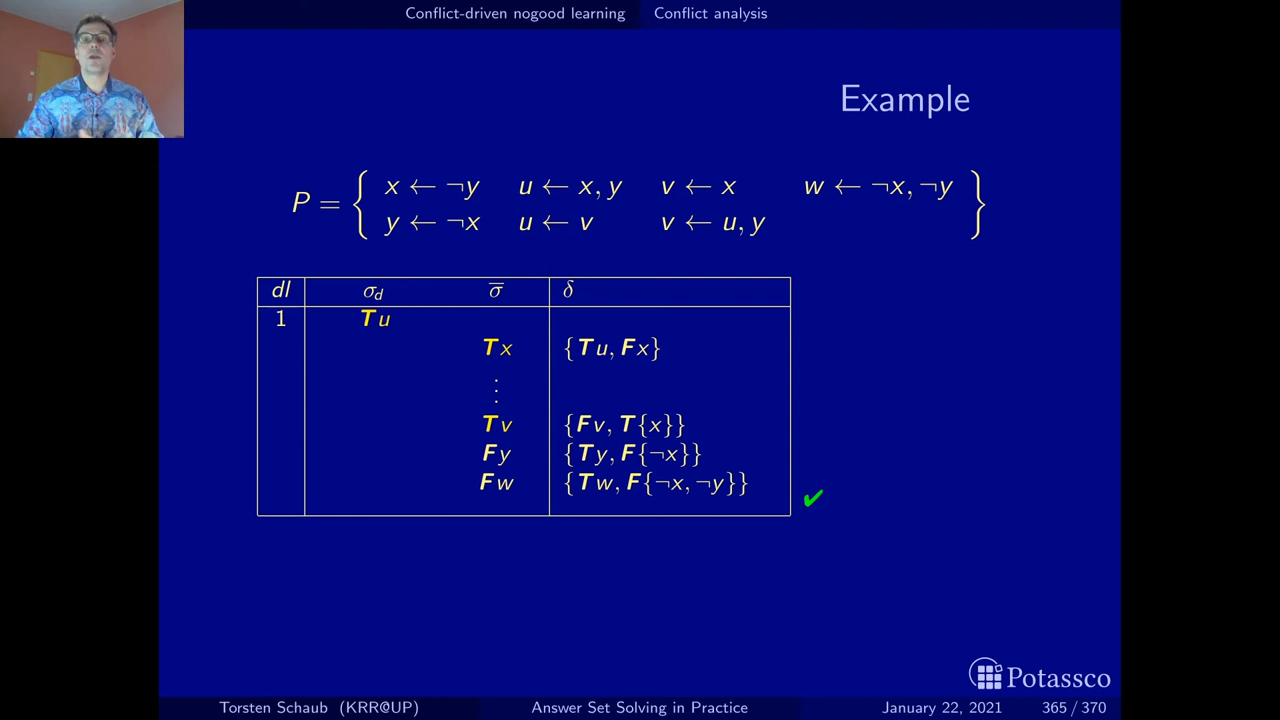 Conflict-driven nogood learning Conflict analysis
Example
P = { x ← ¬y u ← x, y v ← x w ← ¬x, ¬y
y ← ¬x u ← v v ← u, y }
dl σd σ̅ δ
1 Tu
Tx {Tu, Fx}
⋮
Tv {Fv, T{x}}
Fy {Ty, F{¬x}}
Fw {Tw, F{¬x, ¬y}} ✔
Potassco
Torsten Schaub (KRR@UP) Answer Set Solving in Practice January 22, 2021 365 / 370